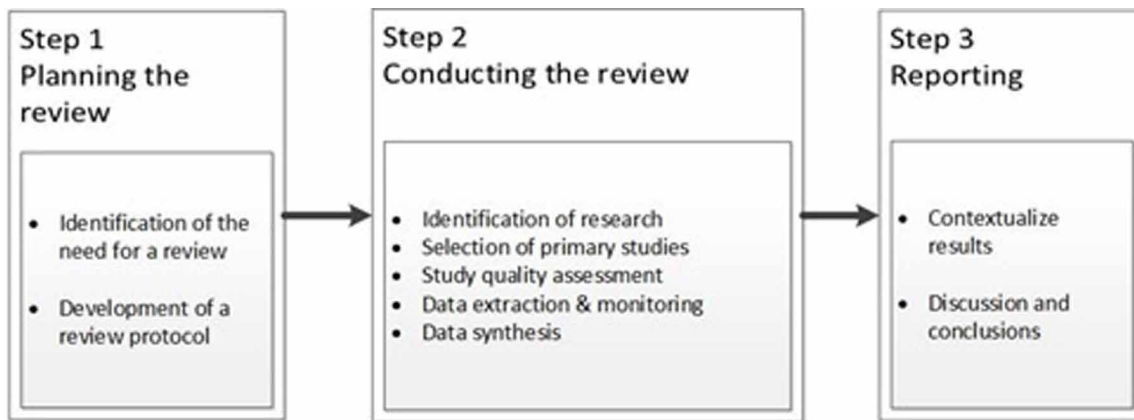 Step 1
Planning the
review
• Identification of the
need for a review
• Development of a
review protocol
Step 2
Conducting the review
• Identification of research
• Selection of primary studies
• Study quality assessment
• Data extraction & monitoring
• Data synthesis
Step 3
Reporting
• Contextualize
results
• Discussion and
conclusions